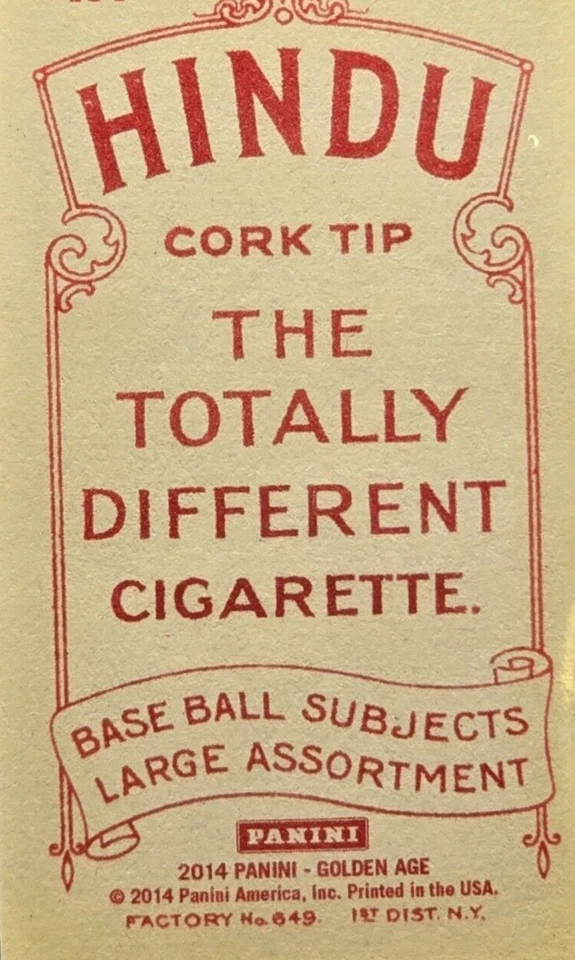 HINDU
CORK TIP
THE
TOTALLY
DIFFERENT
CIGARETTE.
BASE BALL SUBJECTS
LARGE ASSORTMENT
PANINI
2014 PANINI - GOLDEN AGE
© 2014 Panini America, Inc. Printed in the USA.
FACTORY No. 649. 1ST DIST. N.Y.